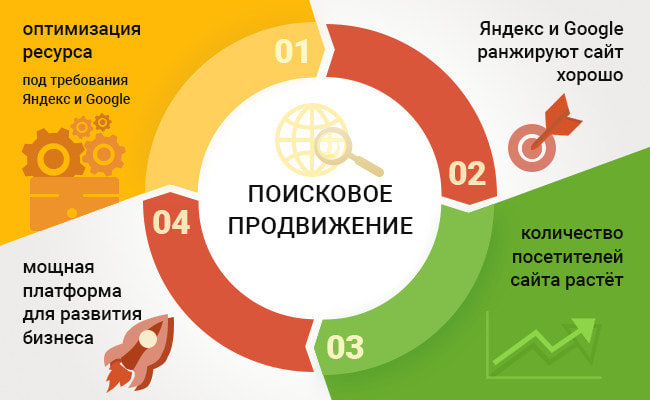 оптимизация
ресурса
под требования
Яндекс и Google
01
Яндекс и Google
ранжируют сайт
хорошо
02
ПОИСКОВОЕ
ПРОДВИЖЕНИЕ
04
мощная
платформа
для развития
бизнеса
количество
посетителей
сайта растёт
03